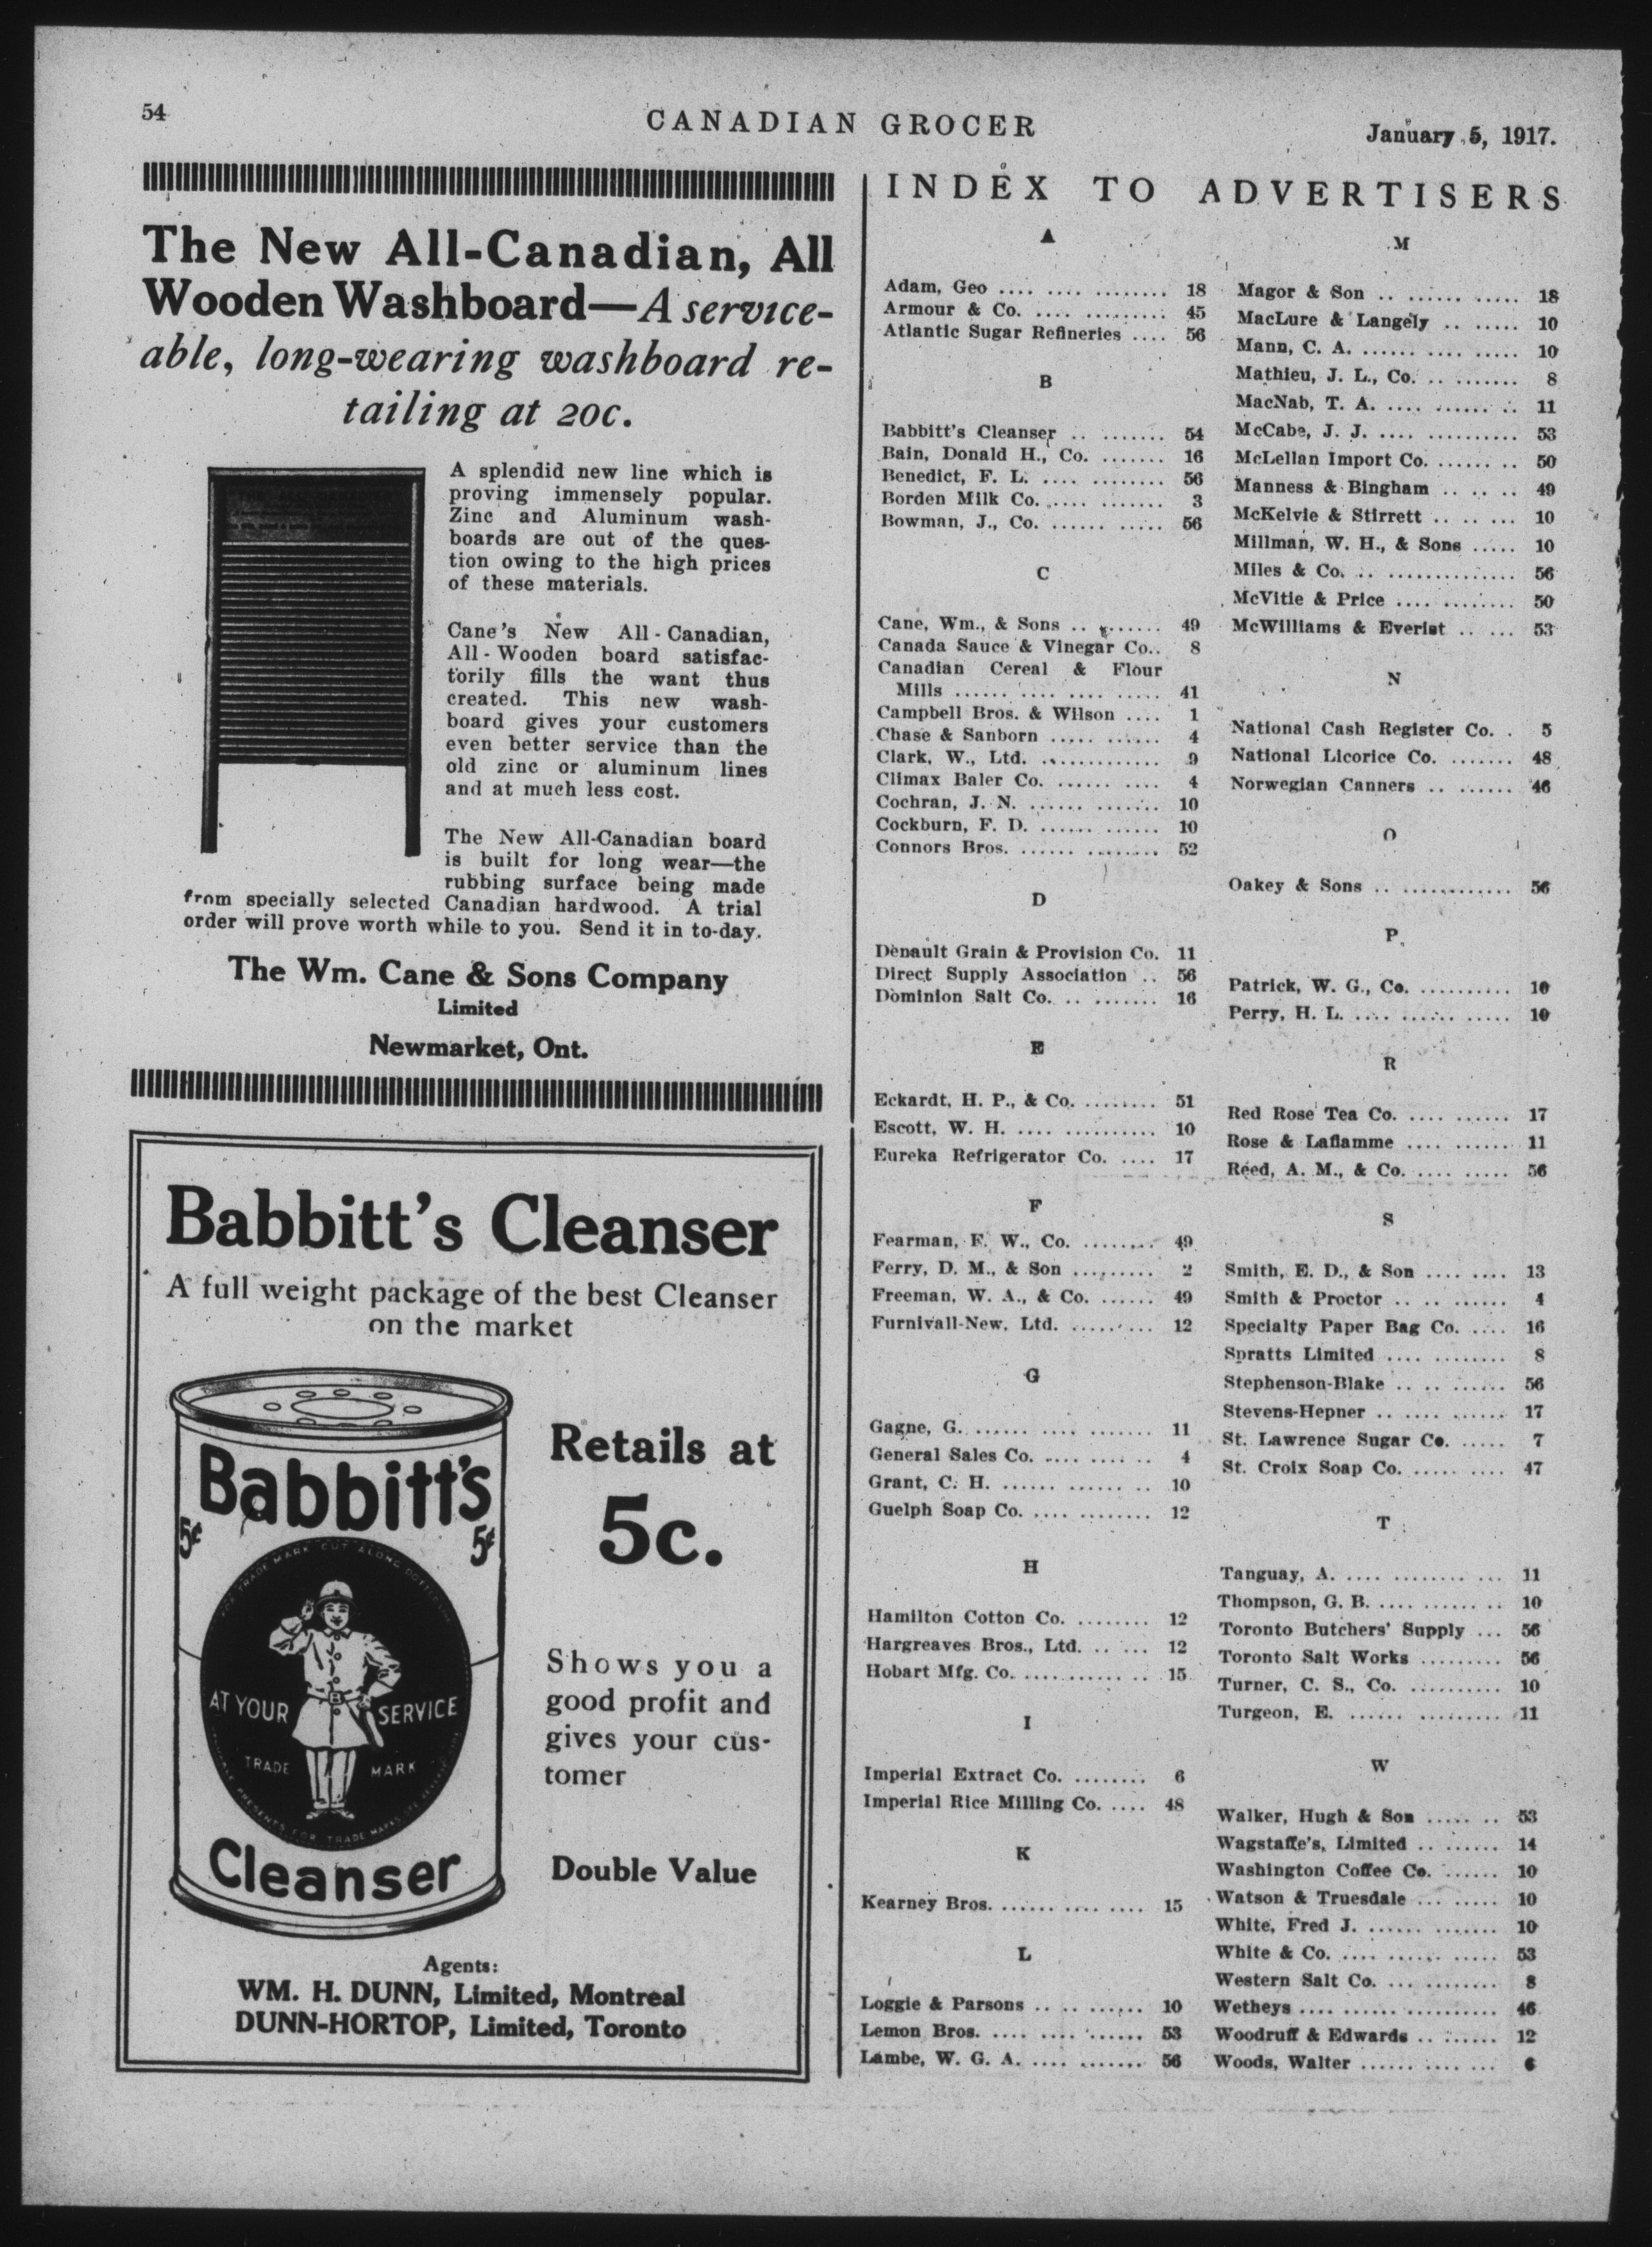 54
CANADIAN GROCER
January 5, 1917.
The New All-Canadian, All
Wooden Washboard—A service-
able, long-wearing washboard re-
tailing at 20c.
A splendid new line which is
proving immensely popular.
Zinc and Aluminum wash-
boards are out of the ques-
tion owing to the high prices
of these materials.
Cane's New All-Canadian,
All-Wooden board satisfac-
torily fills the want thus
created. This new wash-
board gives your customers
even better service than the
old zinc or aluminum lines
and at much less cost.
The New All-Canadian board
is built for long wear—the
rubbing surface being made
from specially selected Canadian hardwood. A trial
order will prove worth while to you. Send it in to-day.
The Wm. Cane & Sons Company
Limited
Newmarket, Ont.
Babbitt's Cleanser
A full weight package of the best Cleanser
on the market
Babbitt's
5¢ 5¢
AT YOUR SERVICE
TRADE MARK
Cleanser
Retails at
5c.
Shows you a
good profit and
gives your cus-
tomer
Double Value
Agents:
WM. H. DUNN, Limited, Montreal
DUNN-HORTOP, Limited, Toronto
INDEX TO ADVERTISERS
A
Adam, Geo .... .... ........ 18
Armour & Co. .... ......... 45
Atlantic Sugar Refineries .... 56
B
Babbitt's Cleanser .. ....... 54
Bain, Donald H., Co. ....... 16
Benedict, F. L. .... ........ 56
Borden Milk Co. .... ....... 3
Bowman, J., Co. ...... ..... 56
C
Cane, Wm., & Sons .. ....... 49
Canada Sauce & Vinegar Co.. 8
Canadian Cereal & Flour
Mills ...... .... .... ..... 41
Campbell Bros. & Wilson .... 1
Chase & Sanborn ..... ...... 4
Clark, W., Ltd. ............ 9
Climax Baler Co. ...... .... 4
Cochran, J. N. ...... ....... 10
Cockburn, F. D. ...... ...... 10
Connors Bros. ...... ........ 52
D
Denault Grain & Provision Co. 11
Direct Supply Association .. 56
Dominion Salt Co. .. ....... 16
E
Eckardt, H. P., & Co. ........ 51
Escott, W. H. .... .......... 10
Eureka Refrigerator Co. .... 17
F
Fearman, F. W., Co. ........ 49
Ferry, D. M., & Son ......... 2
Freeman, W. A., & Co. ...... 49
Furnivall-New, Ltd. ......... 12
G
Gagne, G. ...... .... ....... 11
General Sales Co. .... .... .. 4
Grant, C. H. ...... ...... .. 10
Guelph Soap Co. .... ........ 12
H
Hamilton Cotton Co. ........ 12
Hargreaves Bros., Ltd. .. ... 12
Hobart Mfg. Co. .... ...... .. 15
I
Imperial Extract Co. ........ 6
Imperial Rice Milling Co. .... 48
K
Kearney Bros. ...... .... .... 15
L
Loggie & Parsons .. .. ...... 10
Lemon Bros. .... .... ...... 53
Lambe, W. G. A. .... ....... 56
M
Magor & Son .. ...... ..... 18
MacLure & Langely .. ...... 10
Mann, C. A. ...... .... ..... 10
Mathieu, J. L., Co. .. ....... 8
MacNab, T. A. .... ...... .. 11
McCabe, J. J. .... .......... 53
McLellan Import Co. ...... .. 50
Manness & Bingham .. .. .. 49
McKelvie & Stirrett .. .. ... 10
Millman, W. H., & Sons ..... 10
Miles & Co. .. .............. 56
McVitie & Price .... ........ 50
McWilliams & Everist .. ... 53
N
National Cash Register Co. . 5
National Licorice Co. ....... 48
Norwegian Canners .. ....... 46
O
Oakey & Sons .. ............ 56
P
Patrick, W. G., Co. .......... 10
Perry, H. L. .... ...... ..... 10
R
Red Rose Tea Co. .... ...... 17
Rose & Laflamme .... ....... 11
Reed, A. M., & Co. .... ..... 56
S
Smith, E. D., & Son .... .... 13
Smith & Proctor .. .. ...... 4
Specialty Paper Bag Co. .... 16
Spratts Limited .... ........ 8
Stephenson-Blake .. .. ...... 56
Stevens-Hepner .. .... ...... 17
St. Lawrence Sugar Co. ..... 7
St. Croix Soap Co. ..... .... 47
T
Tanguay, A. .... ........ ... 11
Thompson, G. B. .... ...... .. 10
Toronto Butchers' Supply ... 56
Toronto Salt Works ......... 56
Turner, C. S., Co. .......... 10
Turgeon, E. ...... ......... 11
W
Walker, Hugh & Son ..... .. 53
Wagstaffe's, Limited .. ...... 14
Washington Coffee Co. ...... 10
Watson & Truesdale ... ..... 10
White, Fred J. ...... ....... 10
White & Co. .... ...... ..... 53
Western Salt Co. ... ........ 8
Wetheys .... ...... .......... 46
Woodruff & Edwards .. ...... 12
Woods, Walter ...... .... ... 6